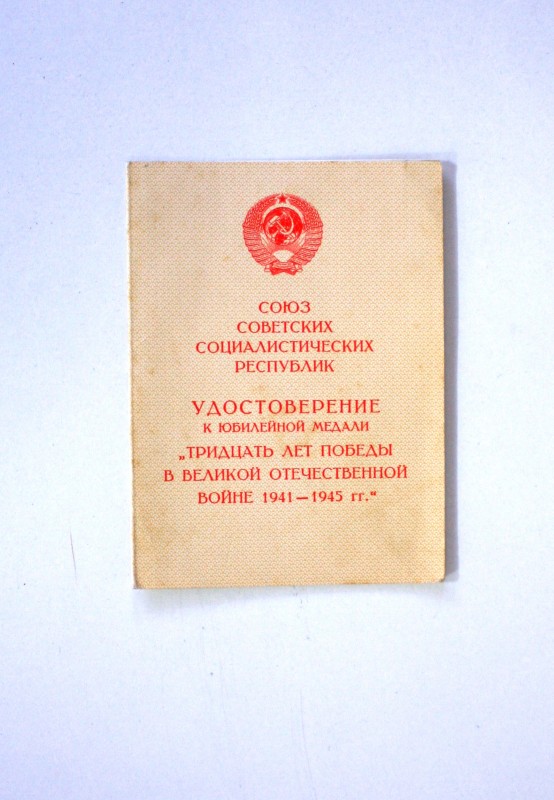 СОЮЗ
СОВЕТСКИХ
СОЦИАЛИСТИЧЕСКИХ
РЕСПУБЛИК
УДОСТОВЕРЕНИЕ
К ЮБИЛЕЙНОЙ МЕДАЛИ
„ТРИДЦАТЬ ЛЕТ ПОБЕДЫ
В ВЕЛИКОЙ ОТЕЧЕСТВЕННОЙ
ВОЙНЕ 1941—1945 гг.“